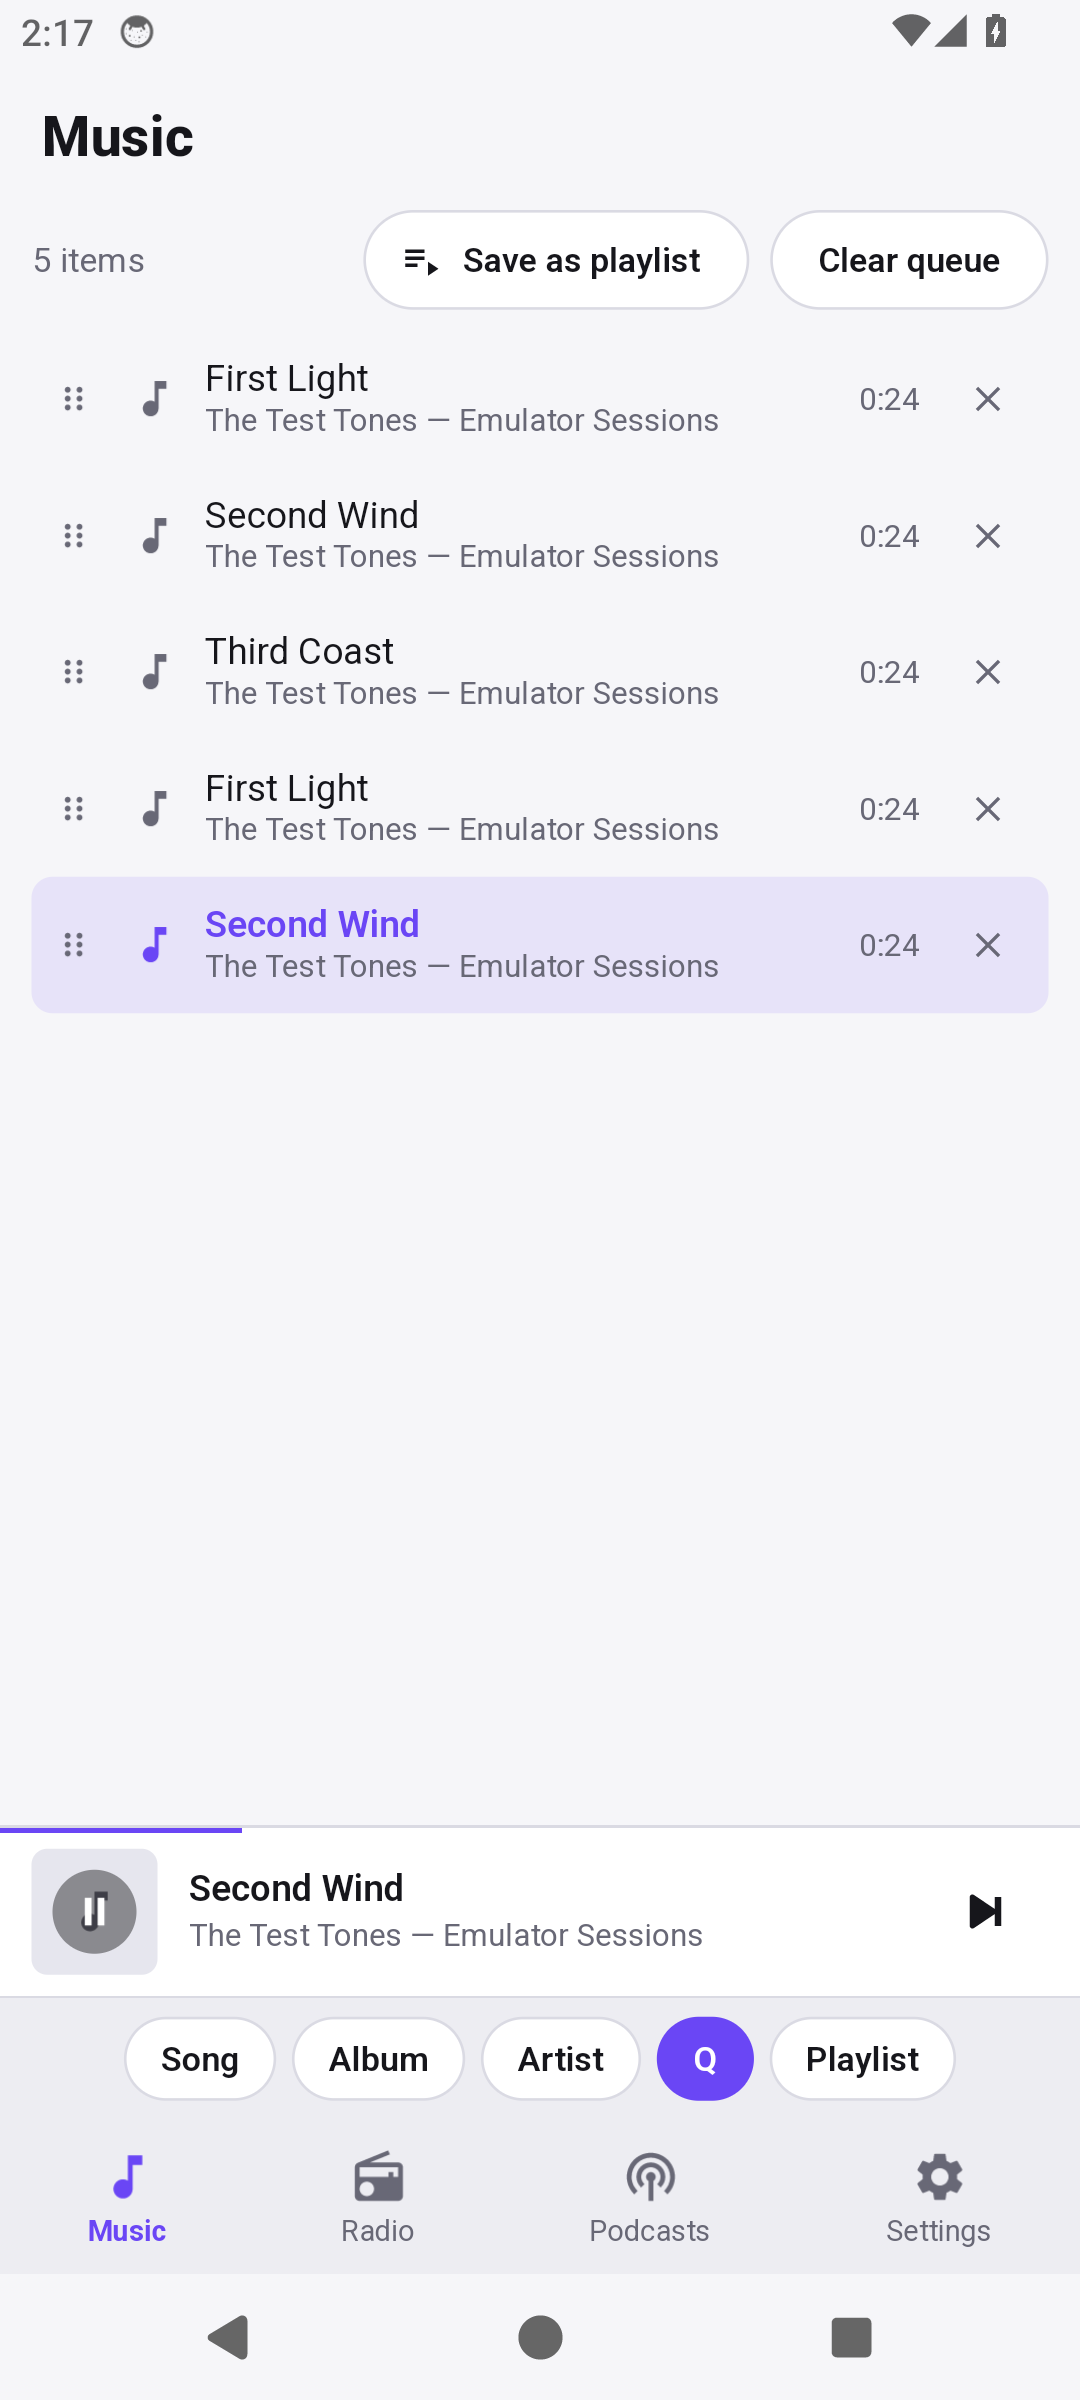 2:17
Music
5 items
Save as playlist
Clear queue
First Light
The Test Tones — Emulator Sessions
0:24
Second Wind
The Test Tones — Emulator Sessions
0:24
Third Coast
The Test Tones — Emulator Sessions
0:24
First Light
The Test Tones — Emulator Sessions
0:24
Second Wind
The Test Tones — Emulator Sessions
0:24
Second Wind
The Test Tones — Emulator Sessions
Song
Album
Artist
Q
Playlist
Music
Radio
Podcasts
Settings